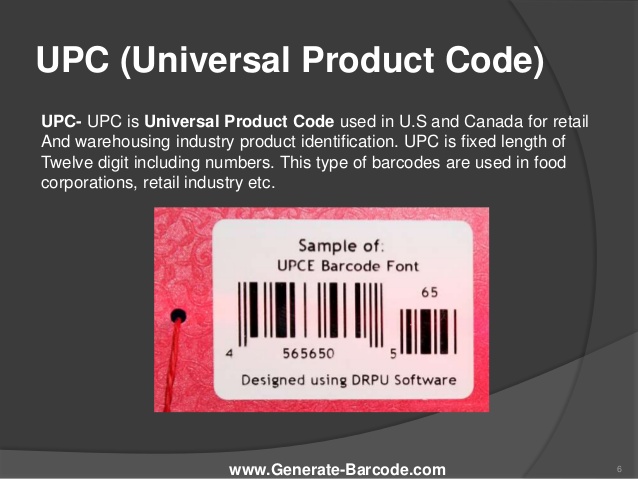 UPC (Universal Product Code)
UPC- UPC is Universal Product Code used in U.S and Canada for retail
And warehousing industry product identification. UPC is fixed length of
Twelve digit including numbers. This type of barcodes are used in food
corporations, retail industry etc.
Sample of:
UPCE Barcode Font
65
4 565650 5
Designed using DRPU Software
www.Generate-Barcode.com
6